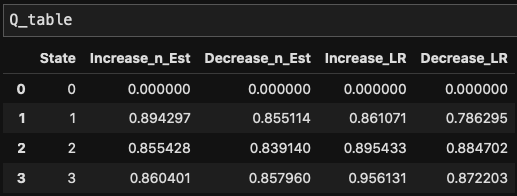 Q_table
State Increase_n_Est Decrease_n_Est Increase_LR Decrease_LR
0 0 0.000000 0.000000 0.000000 0.000000
1 1 0.894297 0.855114 0.861071 0.786295
2 2 0.855428 0.839140 0.895433 0.884702
3 3 0.860401 0.857960 0.956131 0.872203